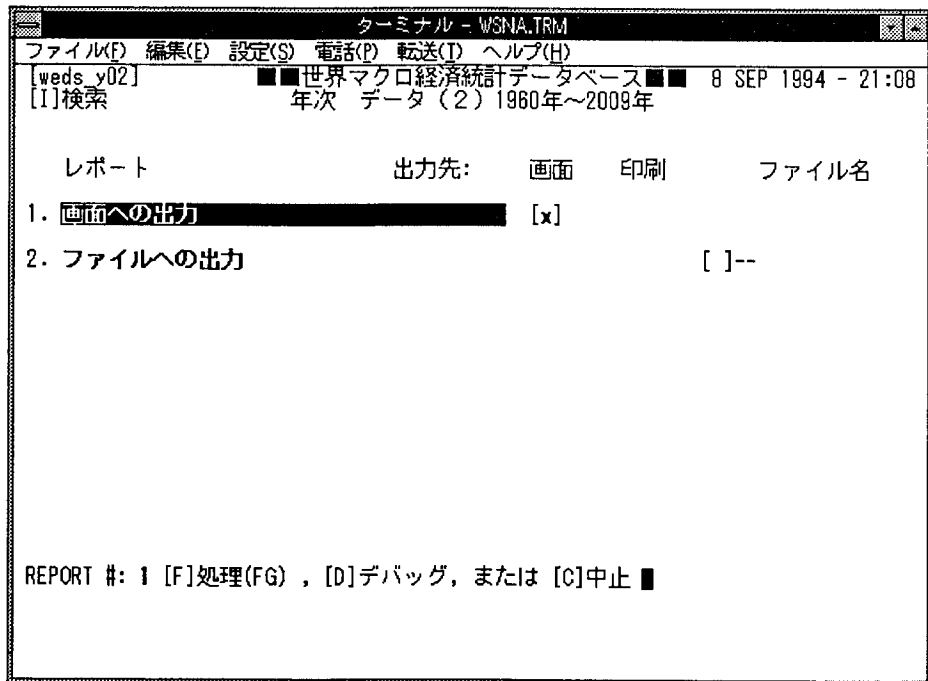 ターミナル - WSNA.TRM
ファイル(F) 編集(E) 設定(S) 電話(P) 転送(T) ヘルプ(H)
[weds_y02] ■■世界マクロ経済統計データベース■■ 8 SEP 1994 - 21:08
[I]検索 年次 データ(2)1960年~2009年
レポート 出力先: 画面 印刷 ファイル名
1. 画面への出力 [x]
2. ファイルへの出力 [ ]--
REPORT #: 1 [F]処理(FG) , [D]デバッグ, または [C]中止